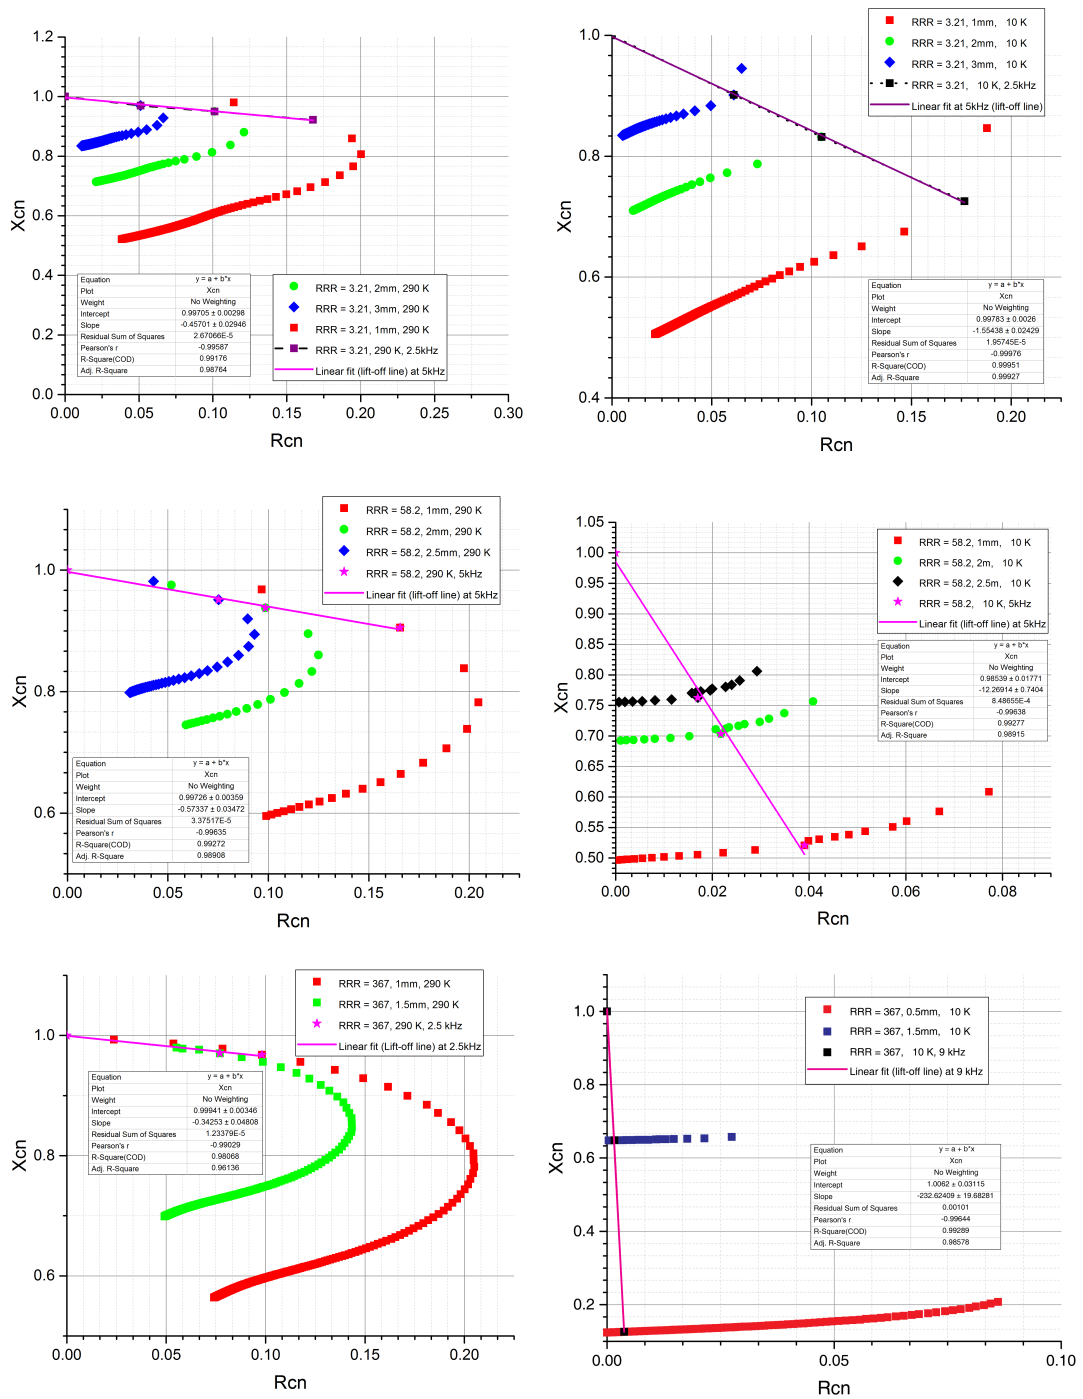 1.2
1.0
0.8
0.6
0.4
0.2
0.0
Xcn
0.00
0.05
0.10
0.15
0.20
0.25
0.30
Rcn
Equation y = a + b*x
Plot Xcn
Weight No Weighting
Intercept 0.99705 ± 0.00298
Slope -0.45701 ± 0.02946
Residual Sum of Squares 2.67066E-5
Pearson's r -0.99587
R-Square(COD) 0.99176
Adj. R-Square 0.98764
RRR = 3.21, 2mm, 290 K
RRR = 3.21, 3mm, 290 K
RRR = 3.21, 1mm, 290 K
RRR = 3.21, 290 K, 2.5kHz
Linear fit (lift-off line) at 5kHz
1.0
0.8
0.6
0.4
Xcn
0.00
0.05
0.10
0.15
0.20
Rcn
RRR = 3.21, 1mm, 10 K
RRR = 3.21, 2mm, 10 K
RRR = 3.21, 3mm, 10 K
RRR = 3.21, 10 K, 2.5kHz
Linear fit at 5kHz (lift-off line)
Equation y = a + b*x
Plot Xcn
Weight No Weighting
Intercept 0.99783 ± 0.0026
Slope -1.55438 ± 0.02429
Residual Sum of Squares 1.95745E-5
Pearson's r -0.99976
R-Square(COD) 0.99951
Adj. R-Square 0.99927
1.0
0.8
0.6
Xcn
0.00
0.05
0.10
0.15
0.20
Rcn
RRR = 58.2, 1mm, 290 K
RRR = 58.2, 2mm, 290 K
RRR = 58.2, 2.5mm, 290 K
RRR = 58.2, 290 K, 5kHz
Linear fit (lift-off line) at 5kHz
Equation y = a + b*x
Plot Xcn
Weight No Weighting
Intercept 0.99726 ± 0.00359
Slope -0.57337 ± 0.03472
Residual Sum of Squares 3.37517E-5
Pearson's r -0.99635
R-Square(COD) 0.99272
Adj. R-Square 0.98908
1.05
1.00
0.95
0.90
0.85
0.80
0.75
0.70
0.65
0.60
0.55
0.50
Xcn
0.00
0.02
0.04
0.06
0.08
Rcn
RRR = 58.2, 1mm, 10 K
RRR = 58.2, 2m, 10 K
RRR = 58.2, 2.5m, 10 K
RRR = 58.2, 10 K, 5kHz
Linear fit (lift-off line) at 5kHz
Equation y = a + b*x
Plot Xcn
Weight No Weighting
Intercept 0.98539 ± 0.01771
Slope -12.26914 ± 0.7404
Residual Sum of Squares 8.48655E-4
Pearson's r -0.99638
R-Square(COD) 0.99277
Adj. R-Square 0.98915
1.0
0.8
0.6
Xcn
0.00
0.05
0.10
0.15
0.20
Rcn
RRR = 367, 1mm, 290 K
RRR = 367, 1.5mm, 290 K
RRR = 367, 290 K, 2.5 kHz
Linear fit (Lift-off line) at 2.5kHz
Equation y = a + b*x
Plot Xcn
Weight No Weighting
Intercept 0.99941 ± 0.00346
Slope -0.34253 ± 0.04808
Residual Sum of Squares 1.23379E-5
Pearson's r -0.99029
R-Square(COD) 0.98068
Adj. R-Square 0.96136
1.0
0.8
0.6
0.4
0.2
Xcn
0.00
0.05
0.10
Rcn
RRR = 367, 0.5mm, 10 K
RRR = 367, 1.5mm, 10 K
RRR = 367, 10 K, 9 kHz
Linear fit (lift-off line) at 9 kHz
Equation y = a + b*x
Plot Xcn
Weight No Weighting
Intercept 1.0062 ± 0.03115
Slope -232.62409 ± 19.68281
Residual Sum of Squares 0.00101
Pearson's r -0.99644
R-Square(COD) 0.99289
Adj. R-Square 0.98578